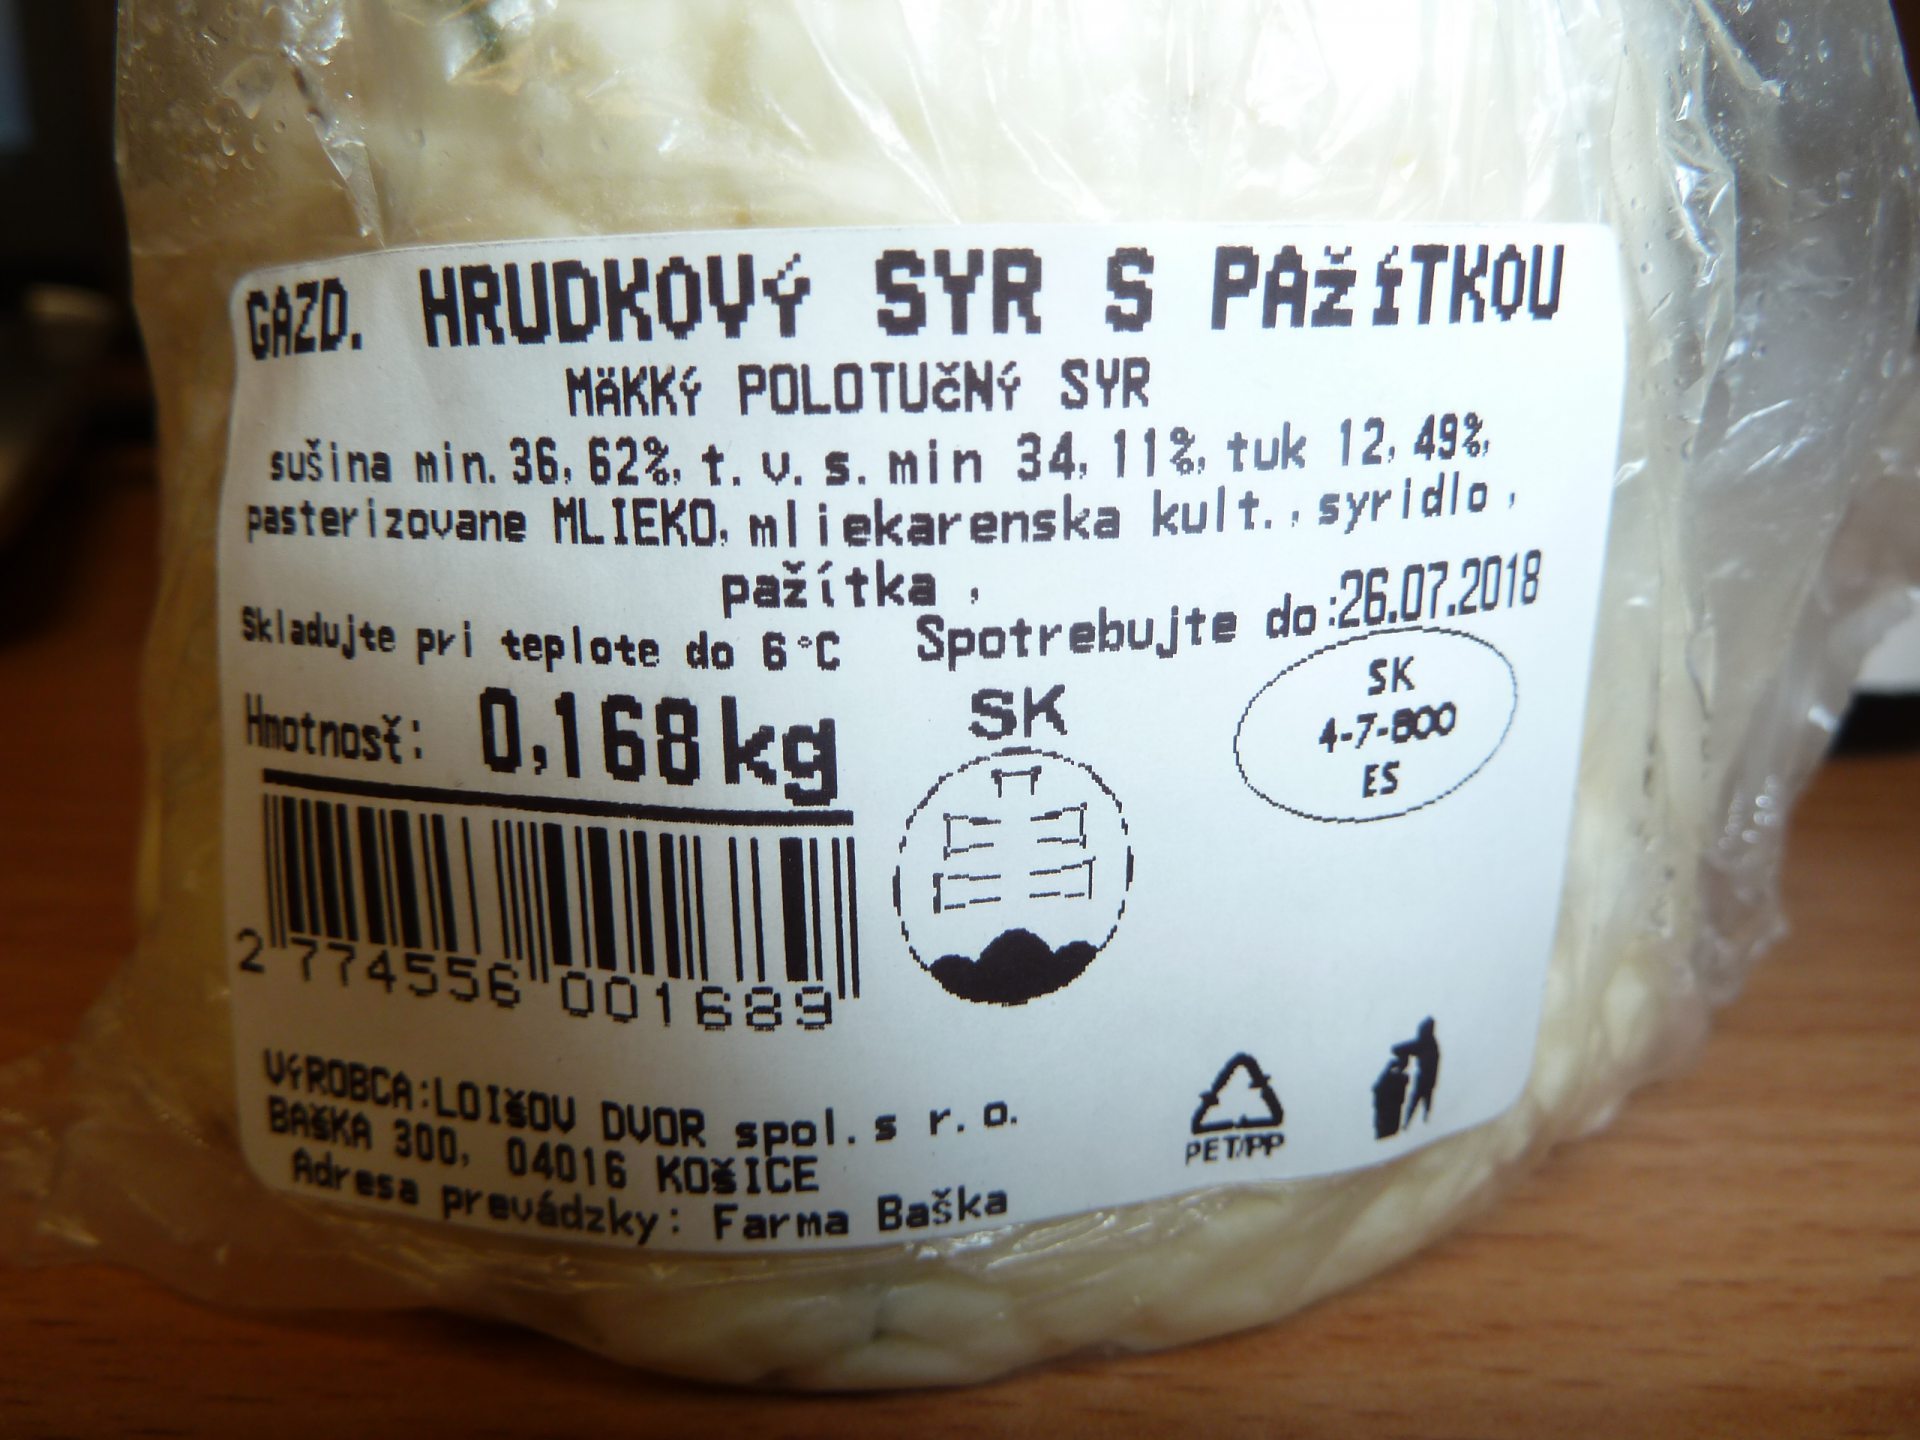 GAZD. HRUDKOVÝ SYR S PAŽÍTKOU
MÄKKÝ POLOTUČNÝ SYR
sušina min. 36,62%, t.v.s. min 34,11%, tuk 12,49%,
pasterizovane MLIEKO, mliekarenska kult., syridlo,
pažítka ,
Skladujte pri teplote do 6°C Spotrebujte do:26.07.2018
Hmotnosť: 0,168kg
SK
SK
4-7-800
ES
2 774556 001689
VÝROBCA:LOIŠOV DVOR spol.s r.o.
BAŠKA 300, 04016 KOŠICE
Adresa prevádzky: Farma Baška
PET/PP